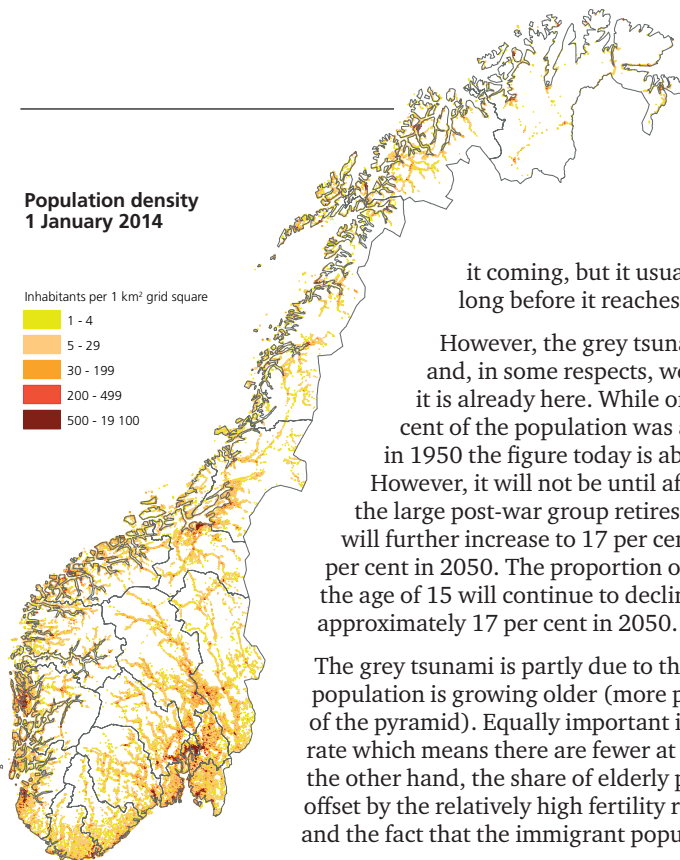 Population density
1 January 2014
Inhabitants per 1 km² grid square
1 - 4
5 - 29
30 - 199
200 - 499
500 - 19 100
it coming, but it usua
long before it reaches
However, the grey tsuna
and, in some respects, we
it is already here. While
cent of the population was
in 1950 the figure today is ab
However, it will not be until af
the large post-war group retires
will further increase to 17 per cen
per cent in 2050. The proportion o
the age of 15 will continue to declin
approximately 17 per cent in 2050.
The grey tsunami is partly due to th
population is growing older (more p
of the pyramid). Equally important i
rate which means there are fewer at
the other hand, the share of elderly p
offset by the relatively high fertility r
and the fact that the immigrant popu